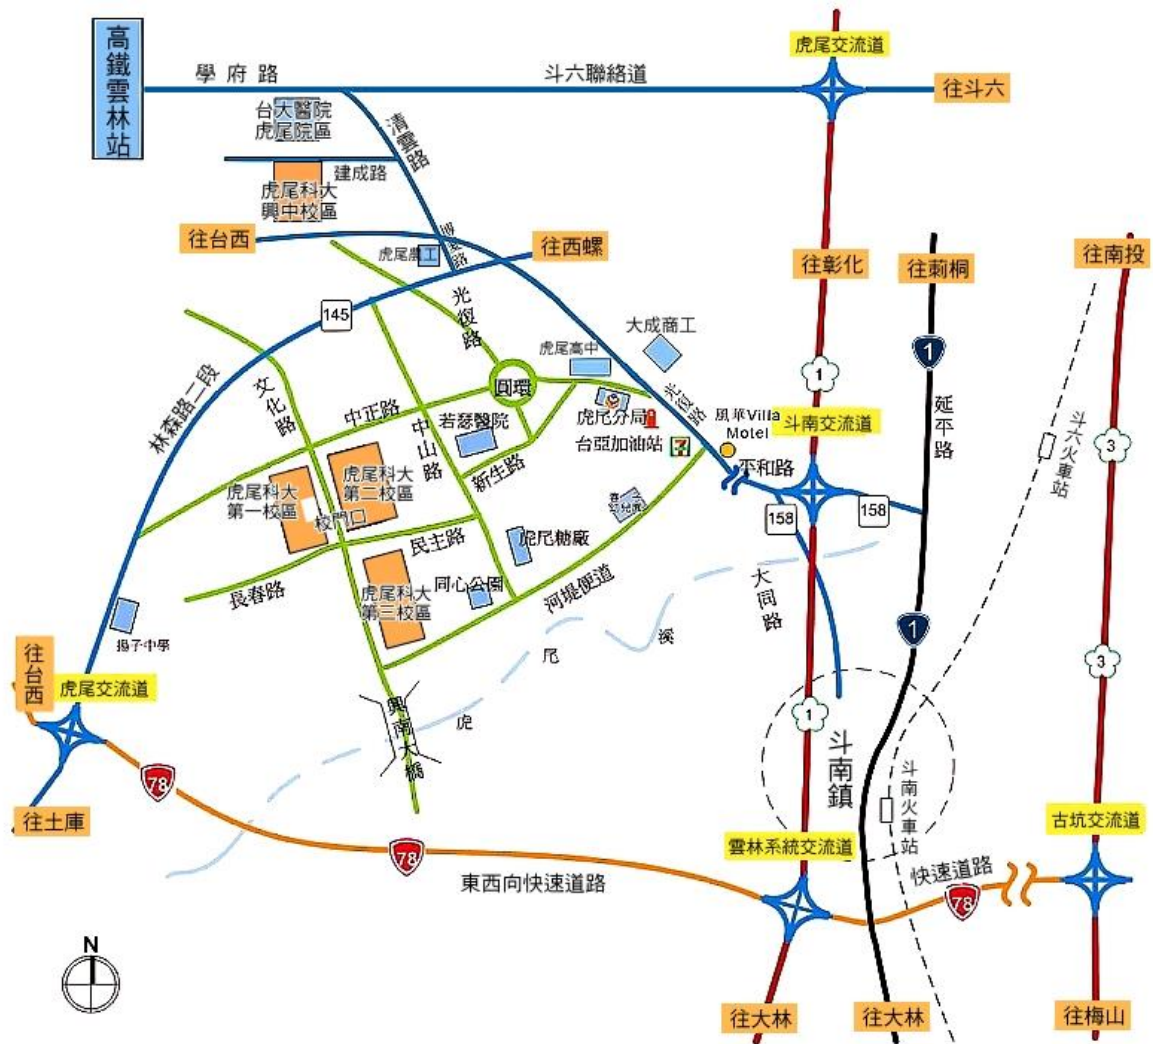 高鐵雲林站
學府路
斗六聯絡道
虎尾交流道
往斗六
台大醫院
虎尾院區
清雲路
建成路
虎尾科大
興中校區
往台西
虎尾農工
往西螺
往彰化
往莿桐
往南投
145
光復路
大成商工
虎尾高中
1
1
延平路
林森路二段
文化路
中正路
圓環
中山路
若瑟醫院
虎尾分局
台亞加油站
7
光復路
風華Villa
Motel
斗南交流道
斗六火車站
3
新生路
平和路
虎尾科大
第一校區
虎尾科大
第二校區
校門口
158
158
民主路
虎尾糖廠
幼兒園
長春路
虎尾科大
第三校區
同心公園
河堤便道
大同路
虎尾溪
1
揚子中學
往台西
虎尾交流道
興南大橋
1
3
斗南鎮
斗南火車站
78
往土庫
78
東西向快速道路
雲林系統交流道
快速道路
78
古坑交流道
N
往大林
往大林
往梅山